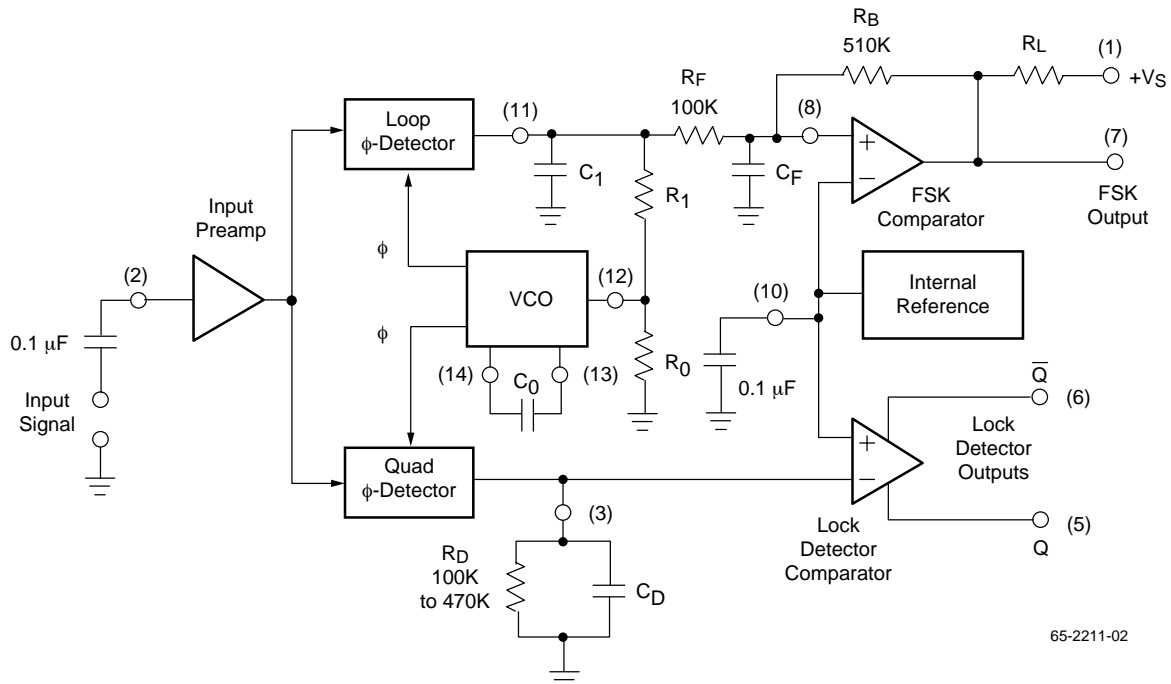 RB
510K
RL
(1)
+VS
RF
100K
(11)
(8)
(7)
Loop
φ-Detector
C1
CF
R1
FSK
Comparator
FSK
Output
Input
Preamp
(2)
φ
VCO
(12)
(10)
Internal
Reference
φ
0.1 μF
(14)
C0
(13)
R0
0.1 μF
Q
(6)
Input
Signal
Lock
Detector
Outputs
Quad
φ-Detector
(3)
(5)
Q
Lock
Detector
Comparator
RD
100K
to 470K
CD
+
–
+
–
65-2211-02